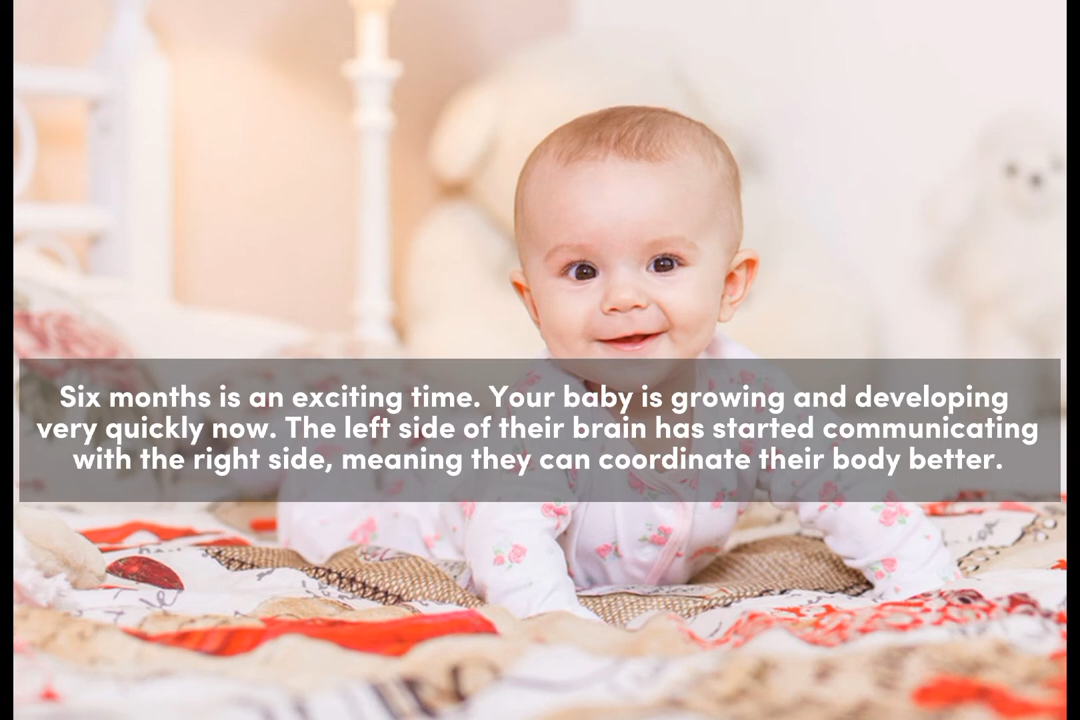 Six months is an exciting time. Your baby is growing and developing
very quickly now. The left side of their brain has started communicating
with the right side, meaning they can coordinate their body better.